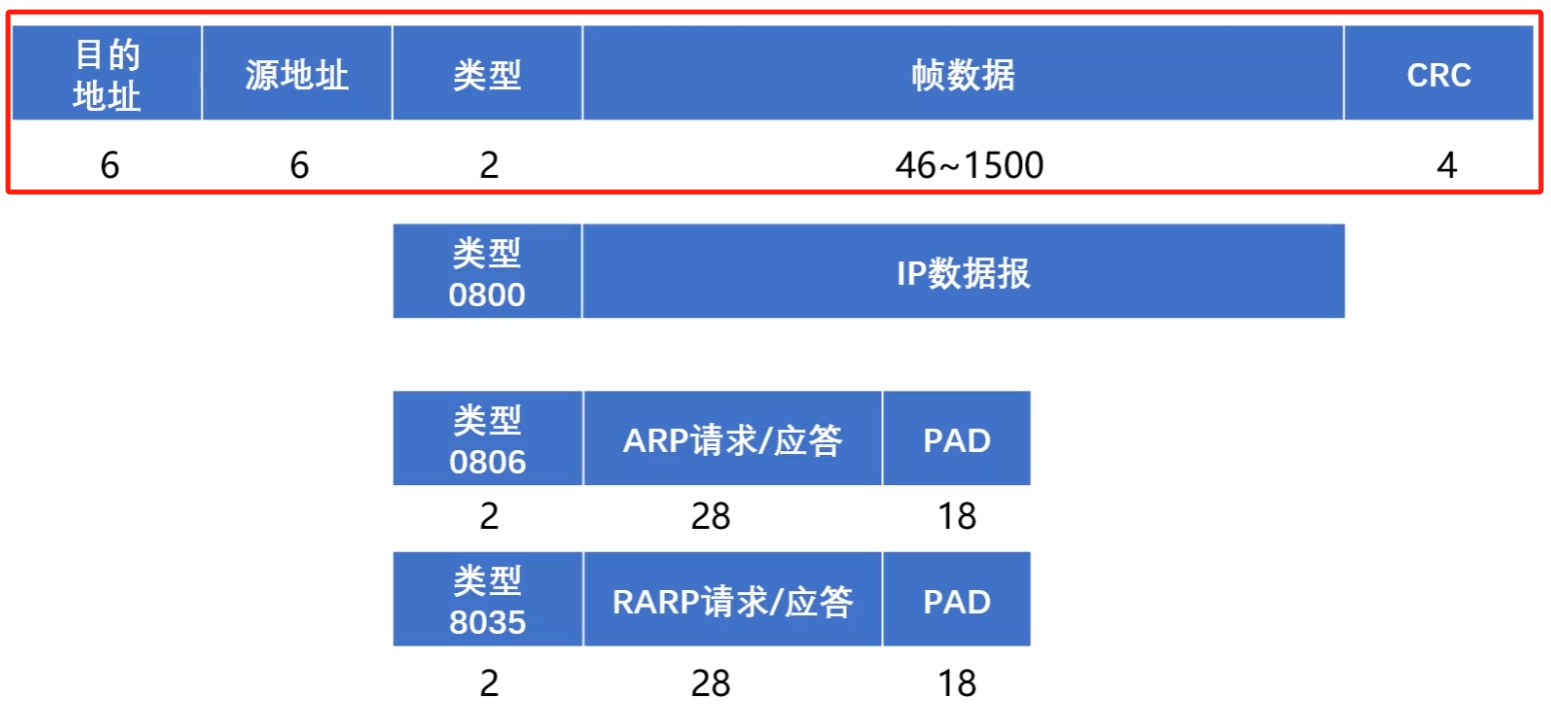 目的
地址
源地址
类型
帧数据
CRC
6
6
2
46~1500
4
类型
0800
IP数据报
类型
0806
ARP请求/应答
PAD
2
28
18
类型
8035
RARP请求/应答
PAD
2
28
18